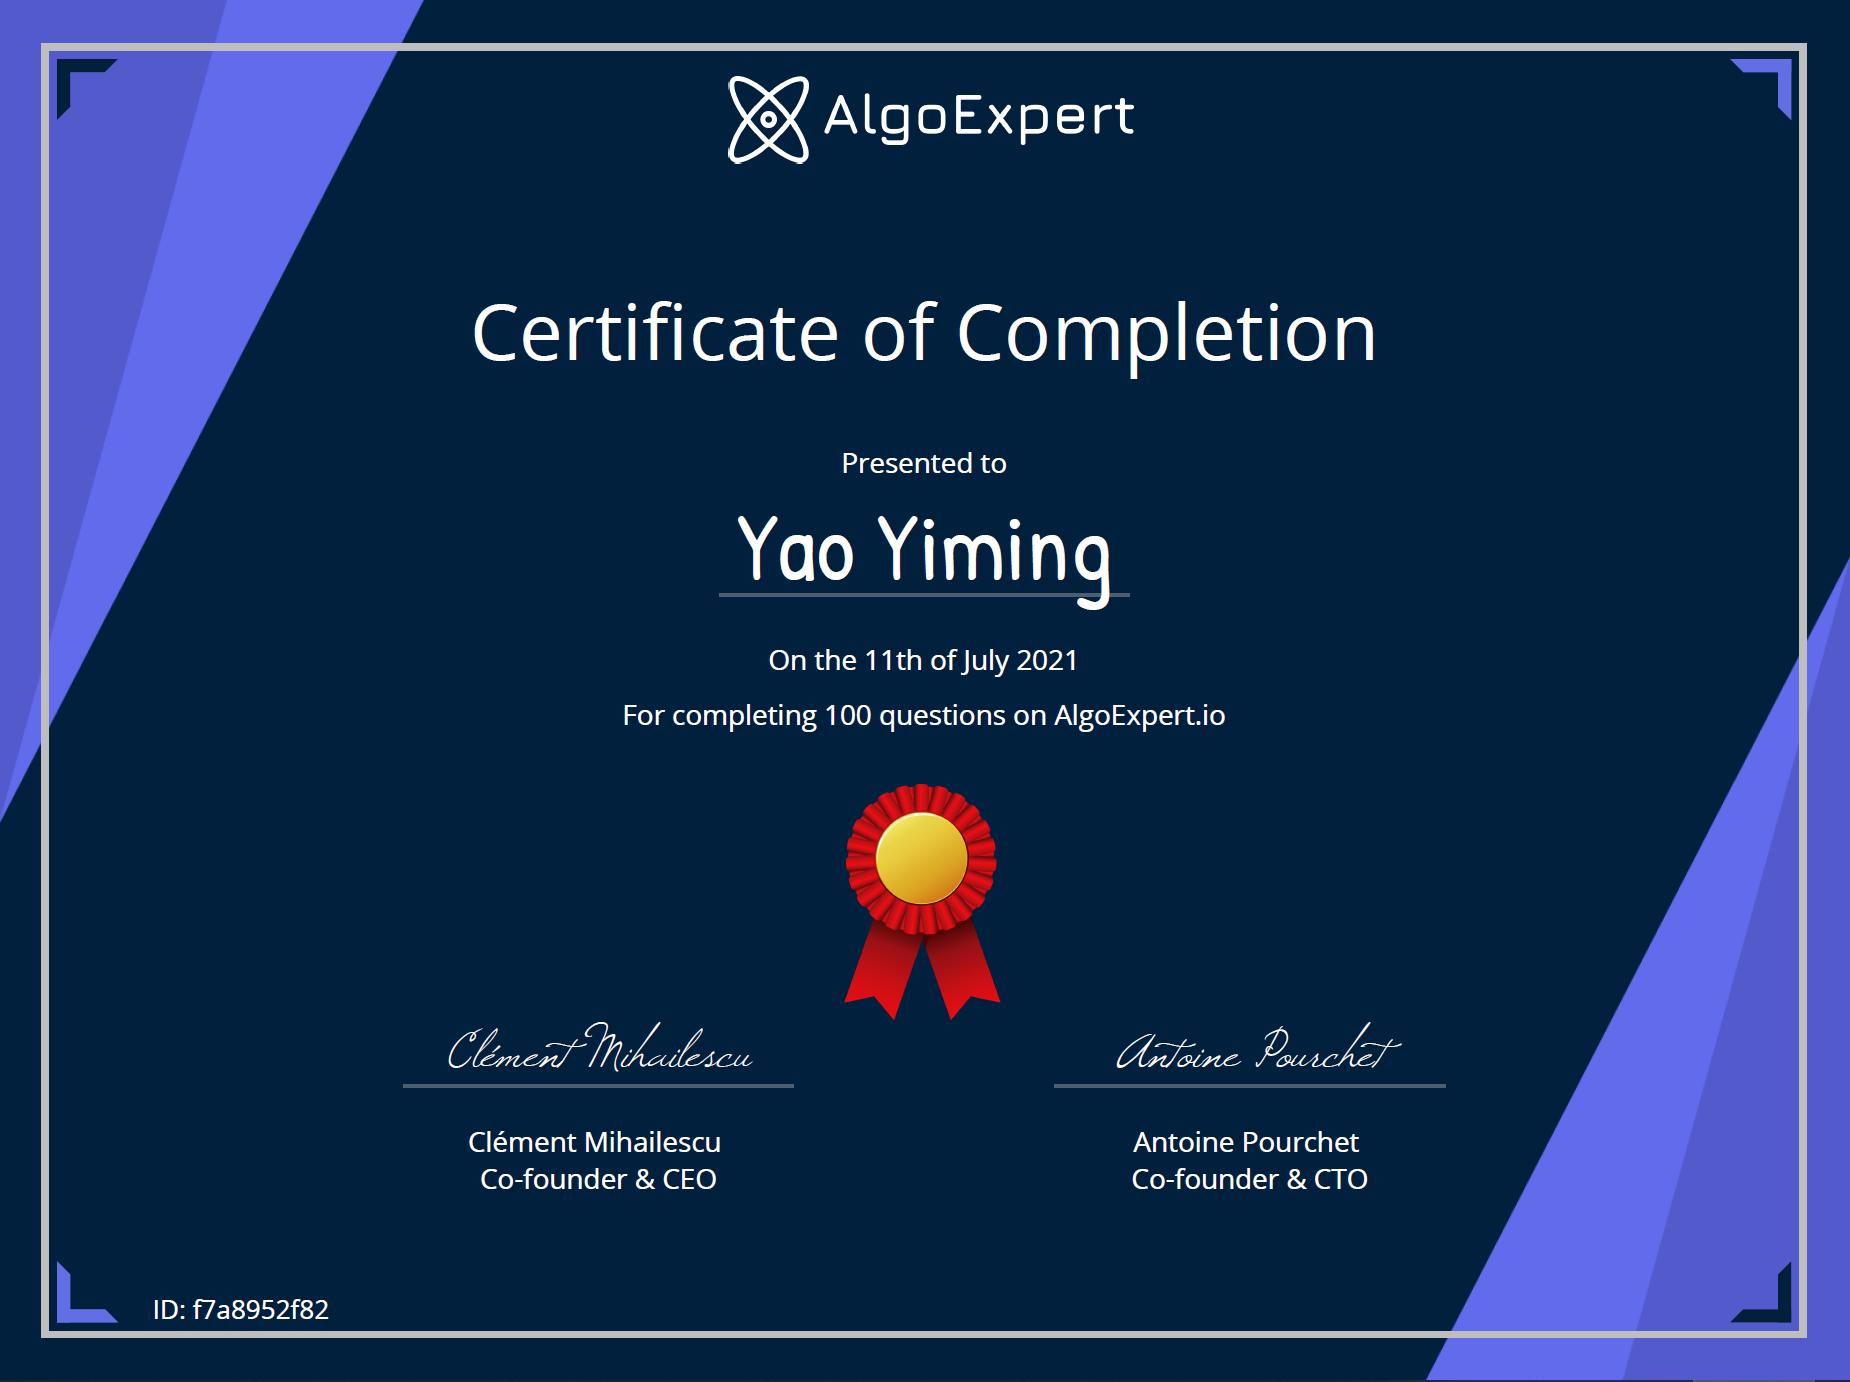 AlgoExpert
Certificate of Completion
Presented to
Yao Yiming
On the 11th of July 2021
For completing 100 questions on AlgoExpert.io
Clément Mihailescu
Antoine Pourchet
Clément Mihailescu
Co-founder & CEO
Antoine Pourchet
Co-founder & CTO
ID: f7a8952f82